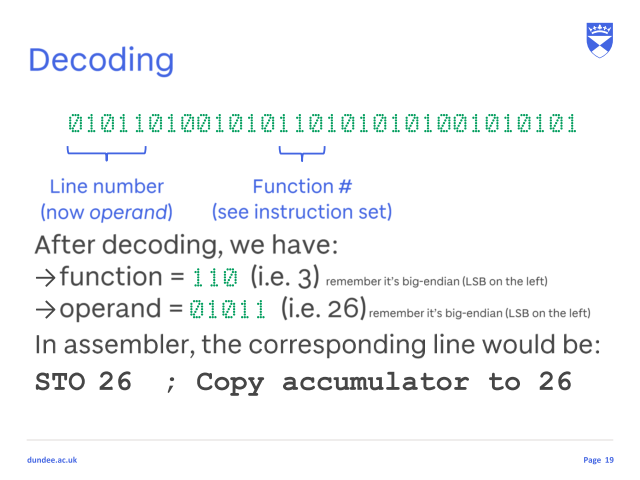 Decoding
01011010010101101010101001010101
Line number
(now operand)
Function #
(see instruction set)
After decoding, we have:
→function = 110 (i.e. 3) remember it's big-endian (LSB on the left)
→operand = 01011 (i.e. 26) remember it's big-endian (LSB on the left)
In assembler, the corresponding line would be:
STO 26 ; Copy accumulator to 26
dundee.ac.uk
Page 19